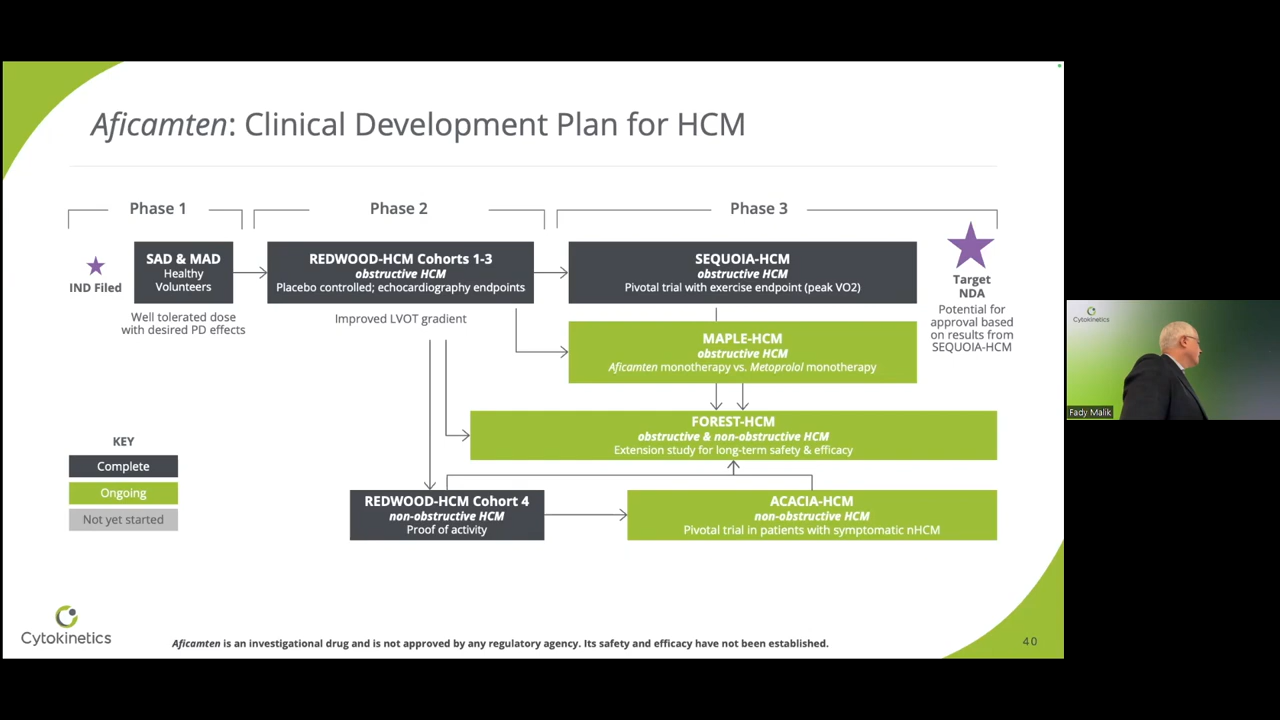 Aficamten: Clinical Development Plan for HCM
Phase 1
Phase 2
Phase 3
IND Filed
SAD & MAD
Healthy
Volunteers
Well tolerated dose
with desired PD effects
REDWOOD-HCM Cohorts 1-3
obstructive HCM
Placebo controlled; echocardiography endpoints
Improved LVOT gradient
SEQUOIA-HCM
obstructive HCM
Pivotal trial with exercise endpoint (peak VO2)
Target
NDA
Potential for
approval based
on results from
SEQUOIA-HCM
MAPLE-HCM
obstructive HCM
Aficamten monotherapy vs. Metoprolol monotherapy
FOREST-HCM
obstructive & non-obstructive HCM
Extension study for long-term safety & efficacy
KEY
Complete
Ongoing
Not yet started
REDWOOD-HCM Cohort 4
non-obstructive HCM
Proof of activity
ACACIA-HCM
non-obstructive HCM
Pivotal trial in patients with symptomatic nHCM
Cytokinetics
Aficamten is an investigational drug and is not approved by any regulatory agency. Its safety and efficacy have not been established.
40
Cytokinetics
Fady Malik